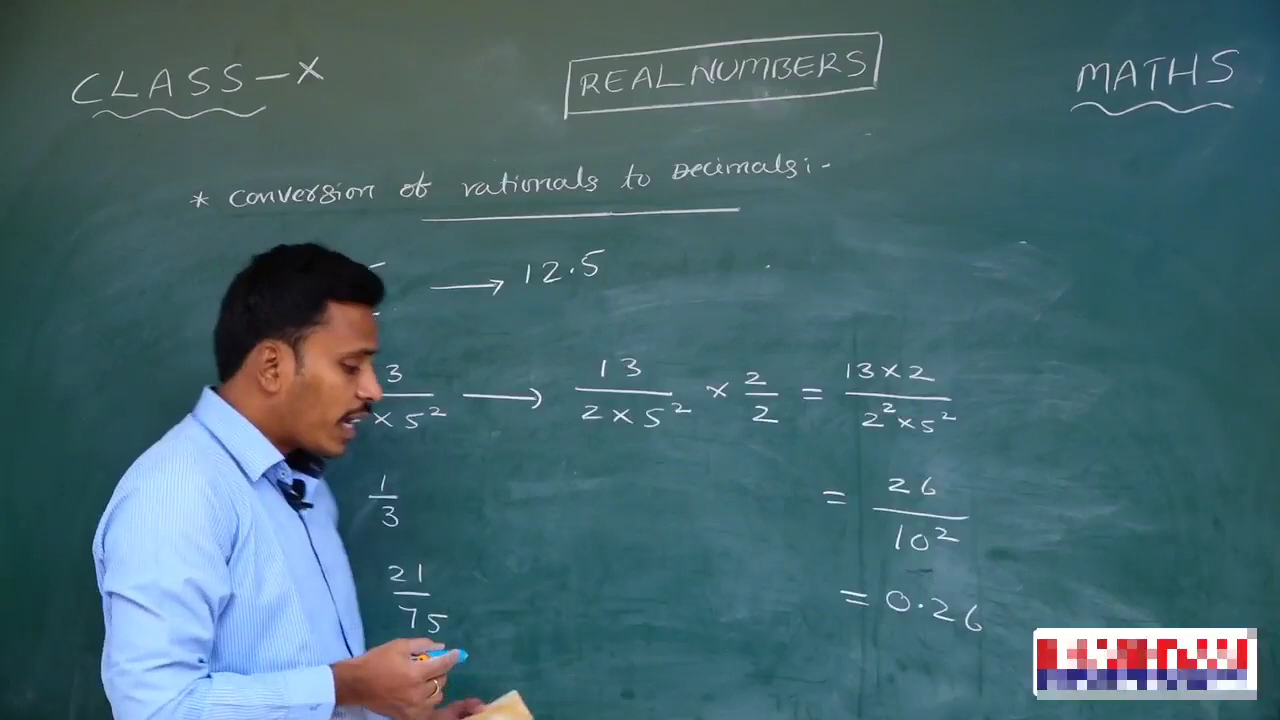 CLASS-X
REAL NUMBERS
MATHS
* conversion of rationals to Decimals:-
→ 12.5
3/(× 5²) → 13/(2 × 5²) × 2/2 = (13 × 2)/(2² × 5²)
1/3
= 26/10²
21/75
= 0.26